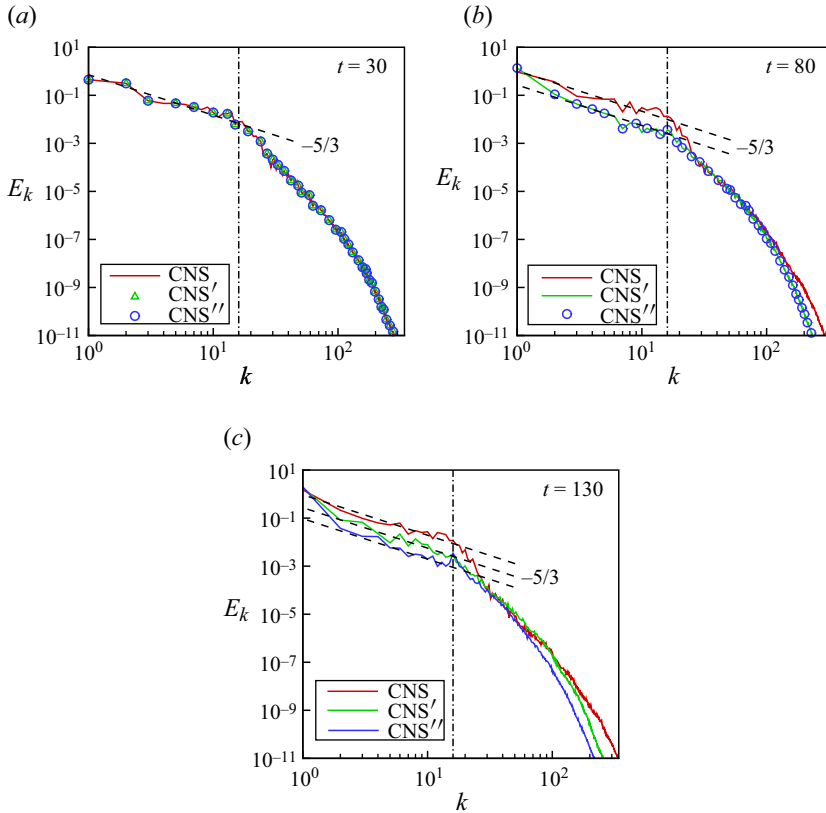 (a)
10^1
t = 30
10^–1
10^–3
–5/3
E_k
10^–5
10^–7
CNS
CNS′
10^–9
CNS″
10^–11
10^0
10^1
10^2
k
(b)
10^1
t = 80
10^–1
10^–3
–5/3
E_k
10^–5
10^–7
CNS
CNS′
10^–9
CNS″
10^–11
10^0
10^1
10^2
k
(c)
10^1
t = 130
10^–1
10^–3
–5/3
E_k
10^–5
10^–7
CNS
CNS′
10^–9
CNS″
10^–11
10^0
10^1
10^2
k